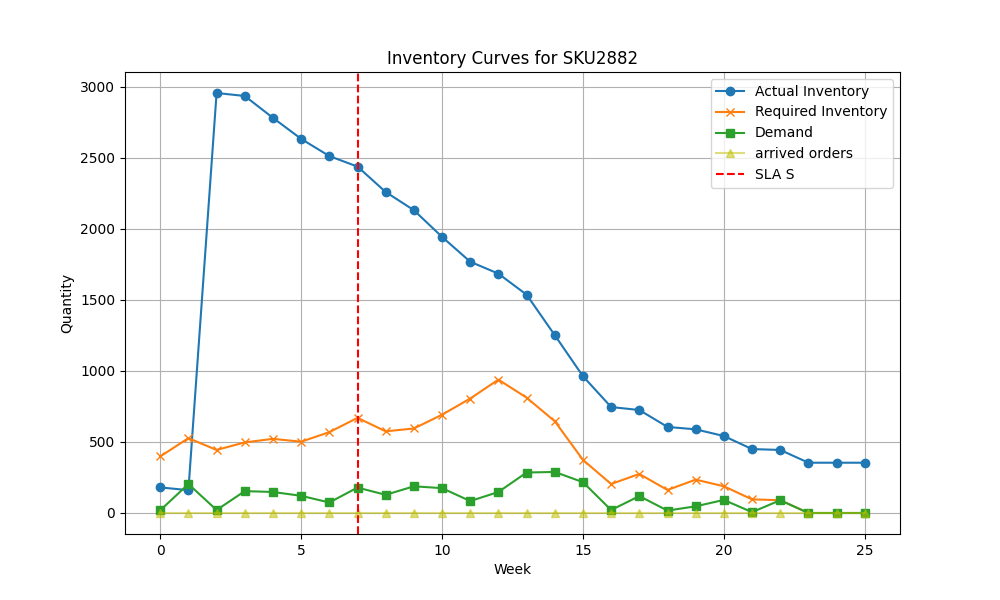 Inventory Curves for SKU2882
3000
2500
2000
1500
1000
500
0
Quantity
0 5 10 15 20 25
Week
Actual Inventory
Required Inventory
Demand
arrived orders
SLA S